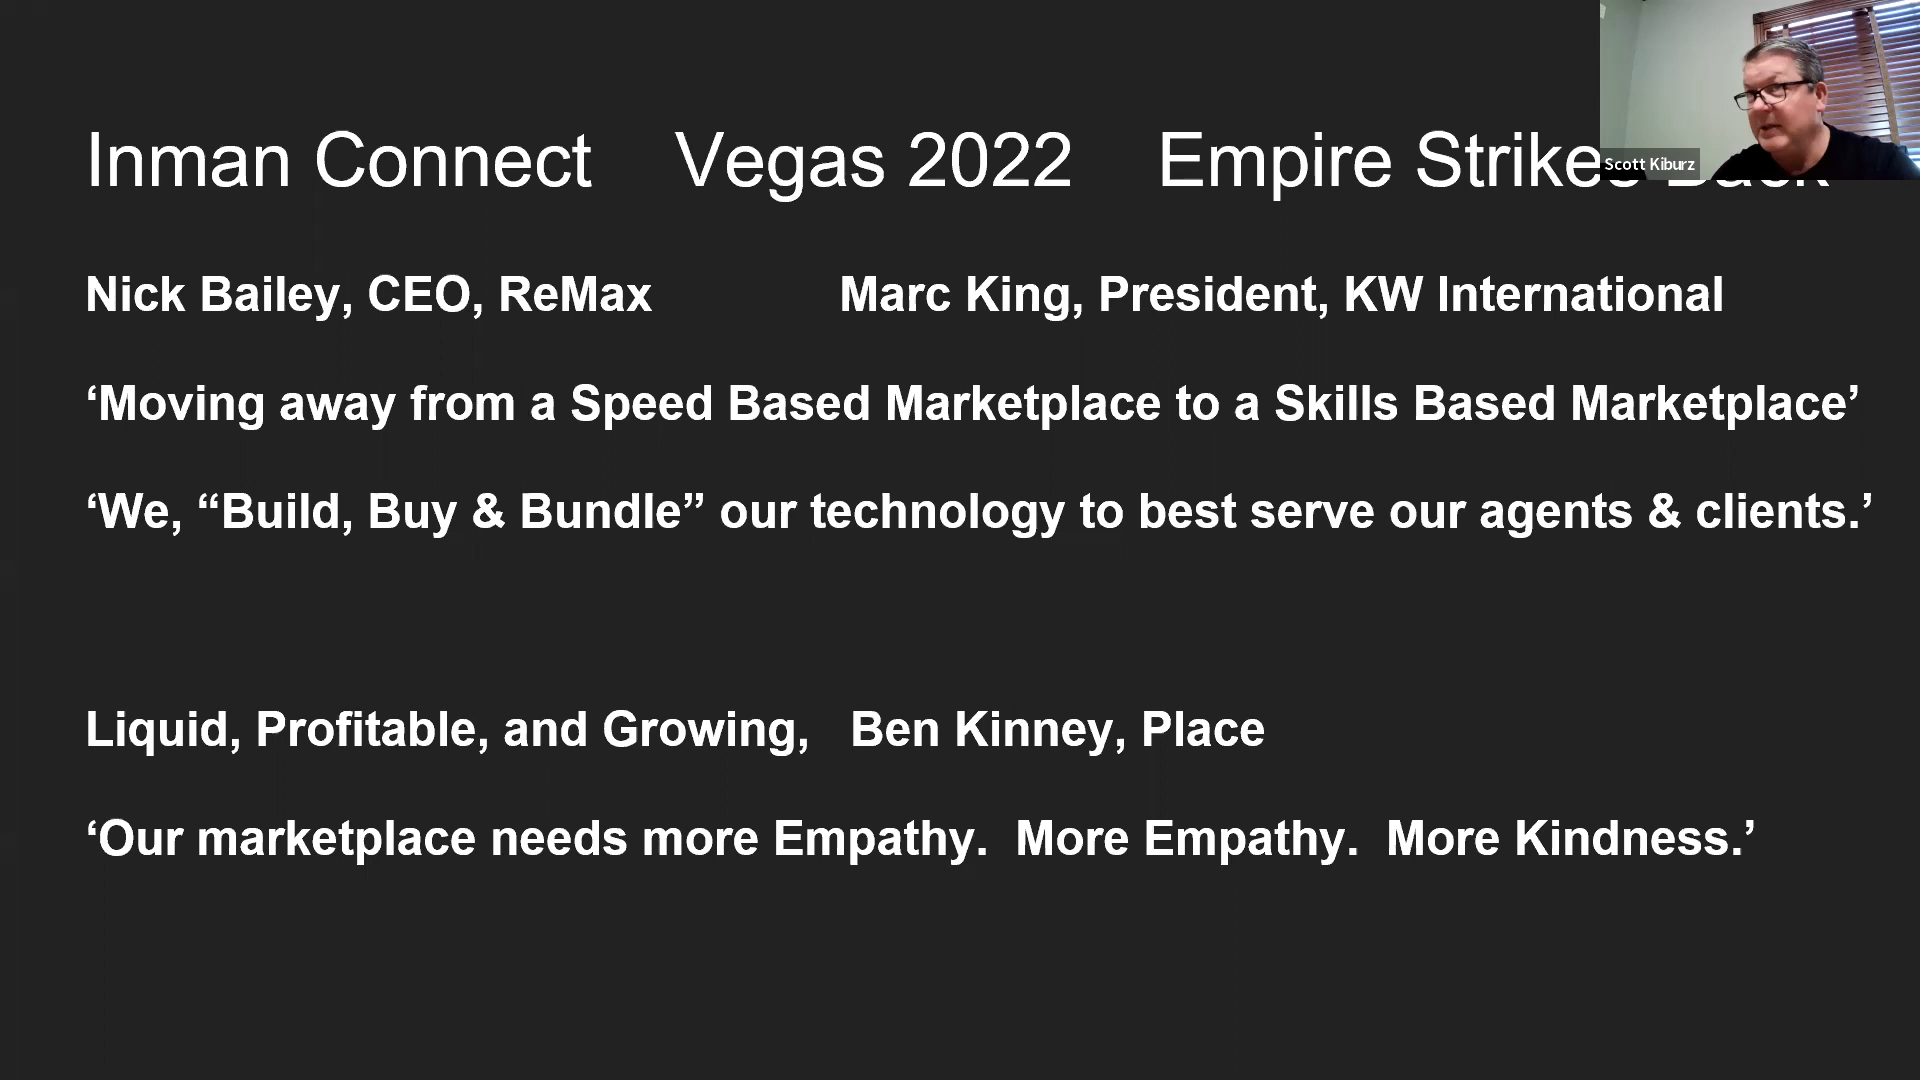 Inman Connect Vegas 2022 Empire Strikes Back
Scott Kiburz
Nick Bailey, CEO, ReMax Marc King, President, KW International
‘Moving away from a Speed Based Marketplace to a Skills Based Marketplace’
‘We, “Build, Buy & Bundle” our technology to best serve our agents & clients.’
Liquid, Profitable, and Growing, Ben Kinney, Place
‘Our marketplace needs more Empathy. More Empathy. More Kindness.’